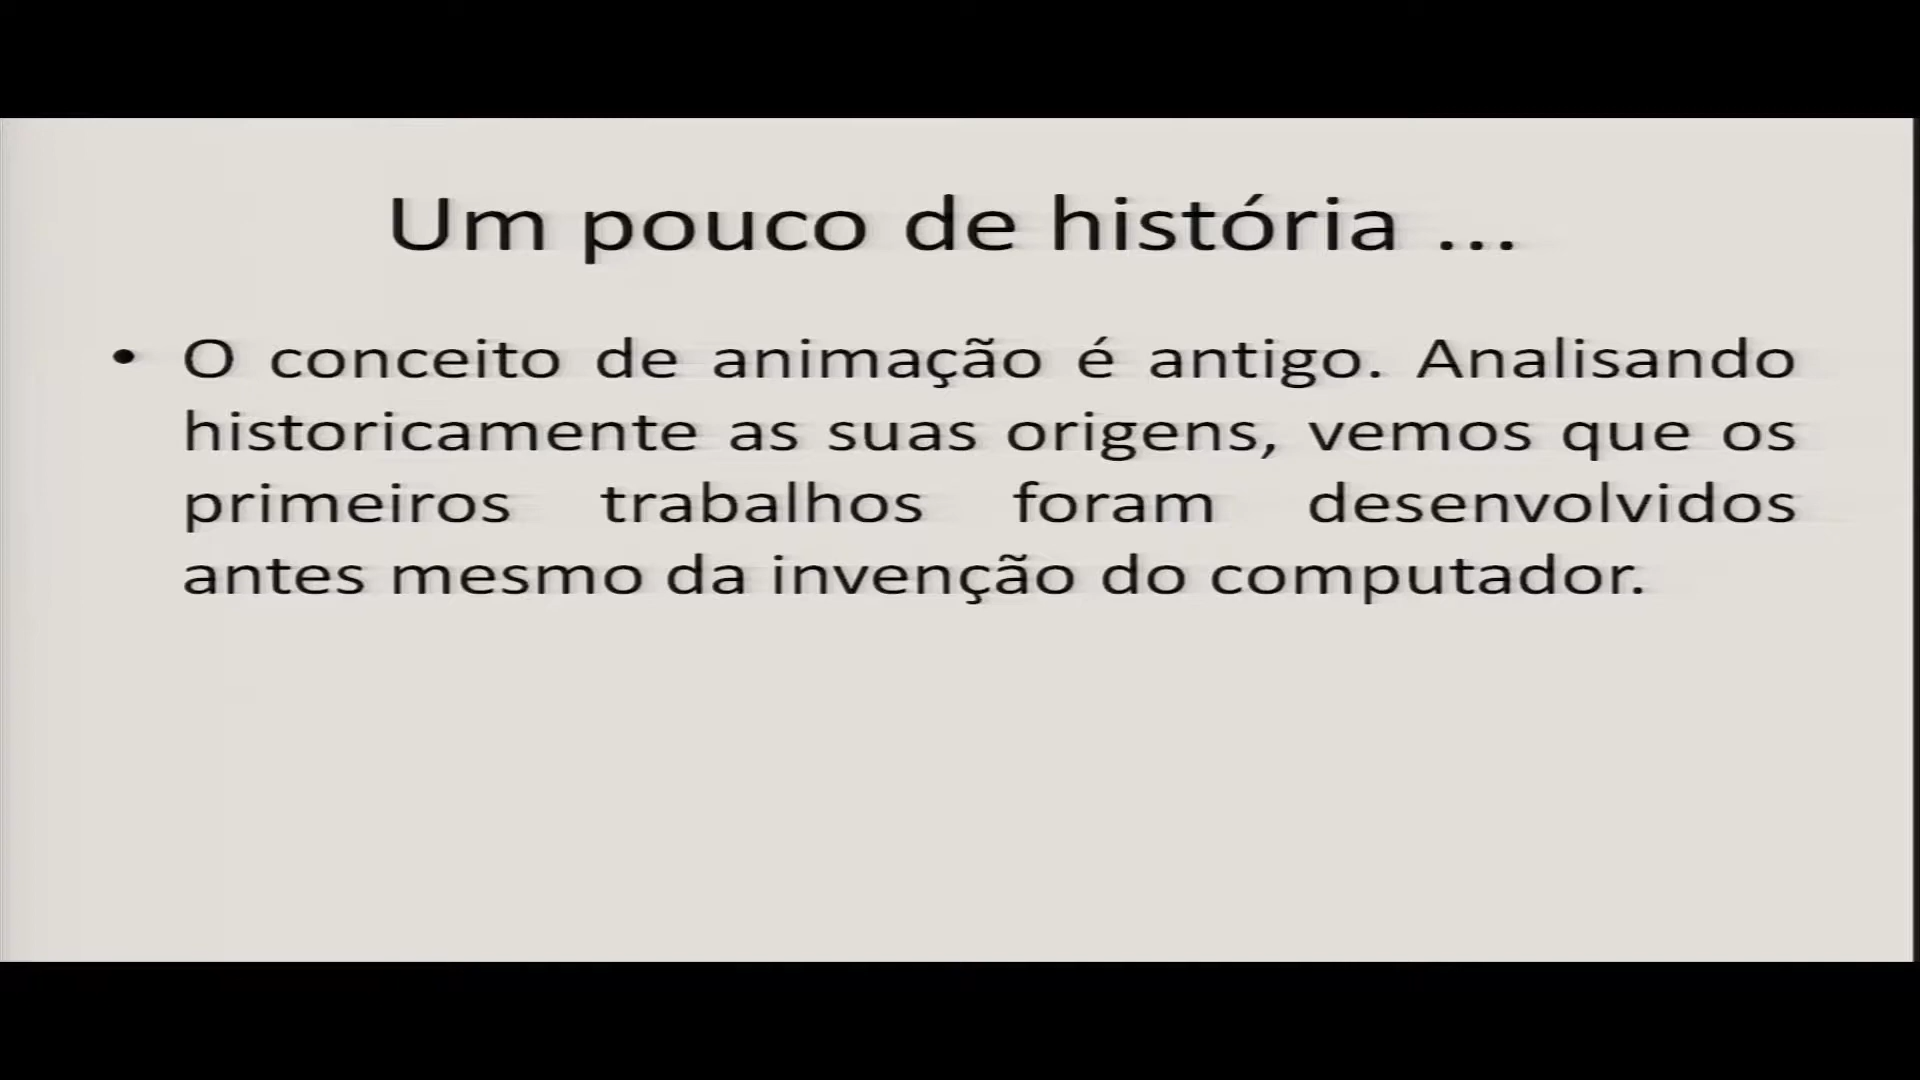 Um pouco de história ...
• O conceito de animação é antigo. Analisando
historicamente as suas origens, vemos que os
primeiros trabalhos foram desenvolvidos
antes mesmo da invenção do computador.